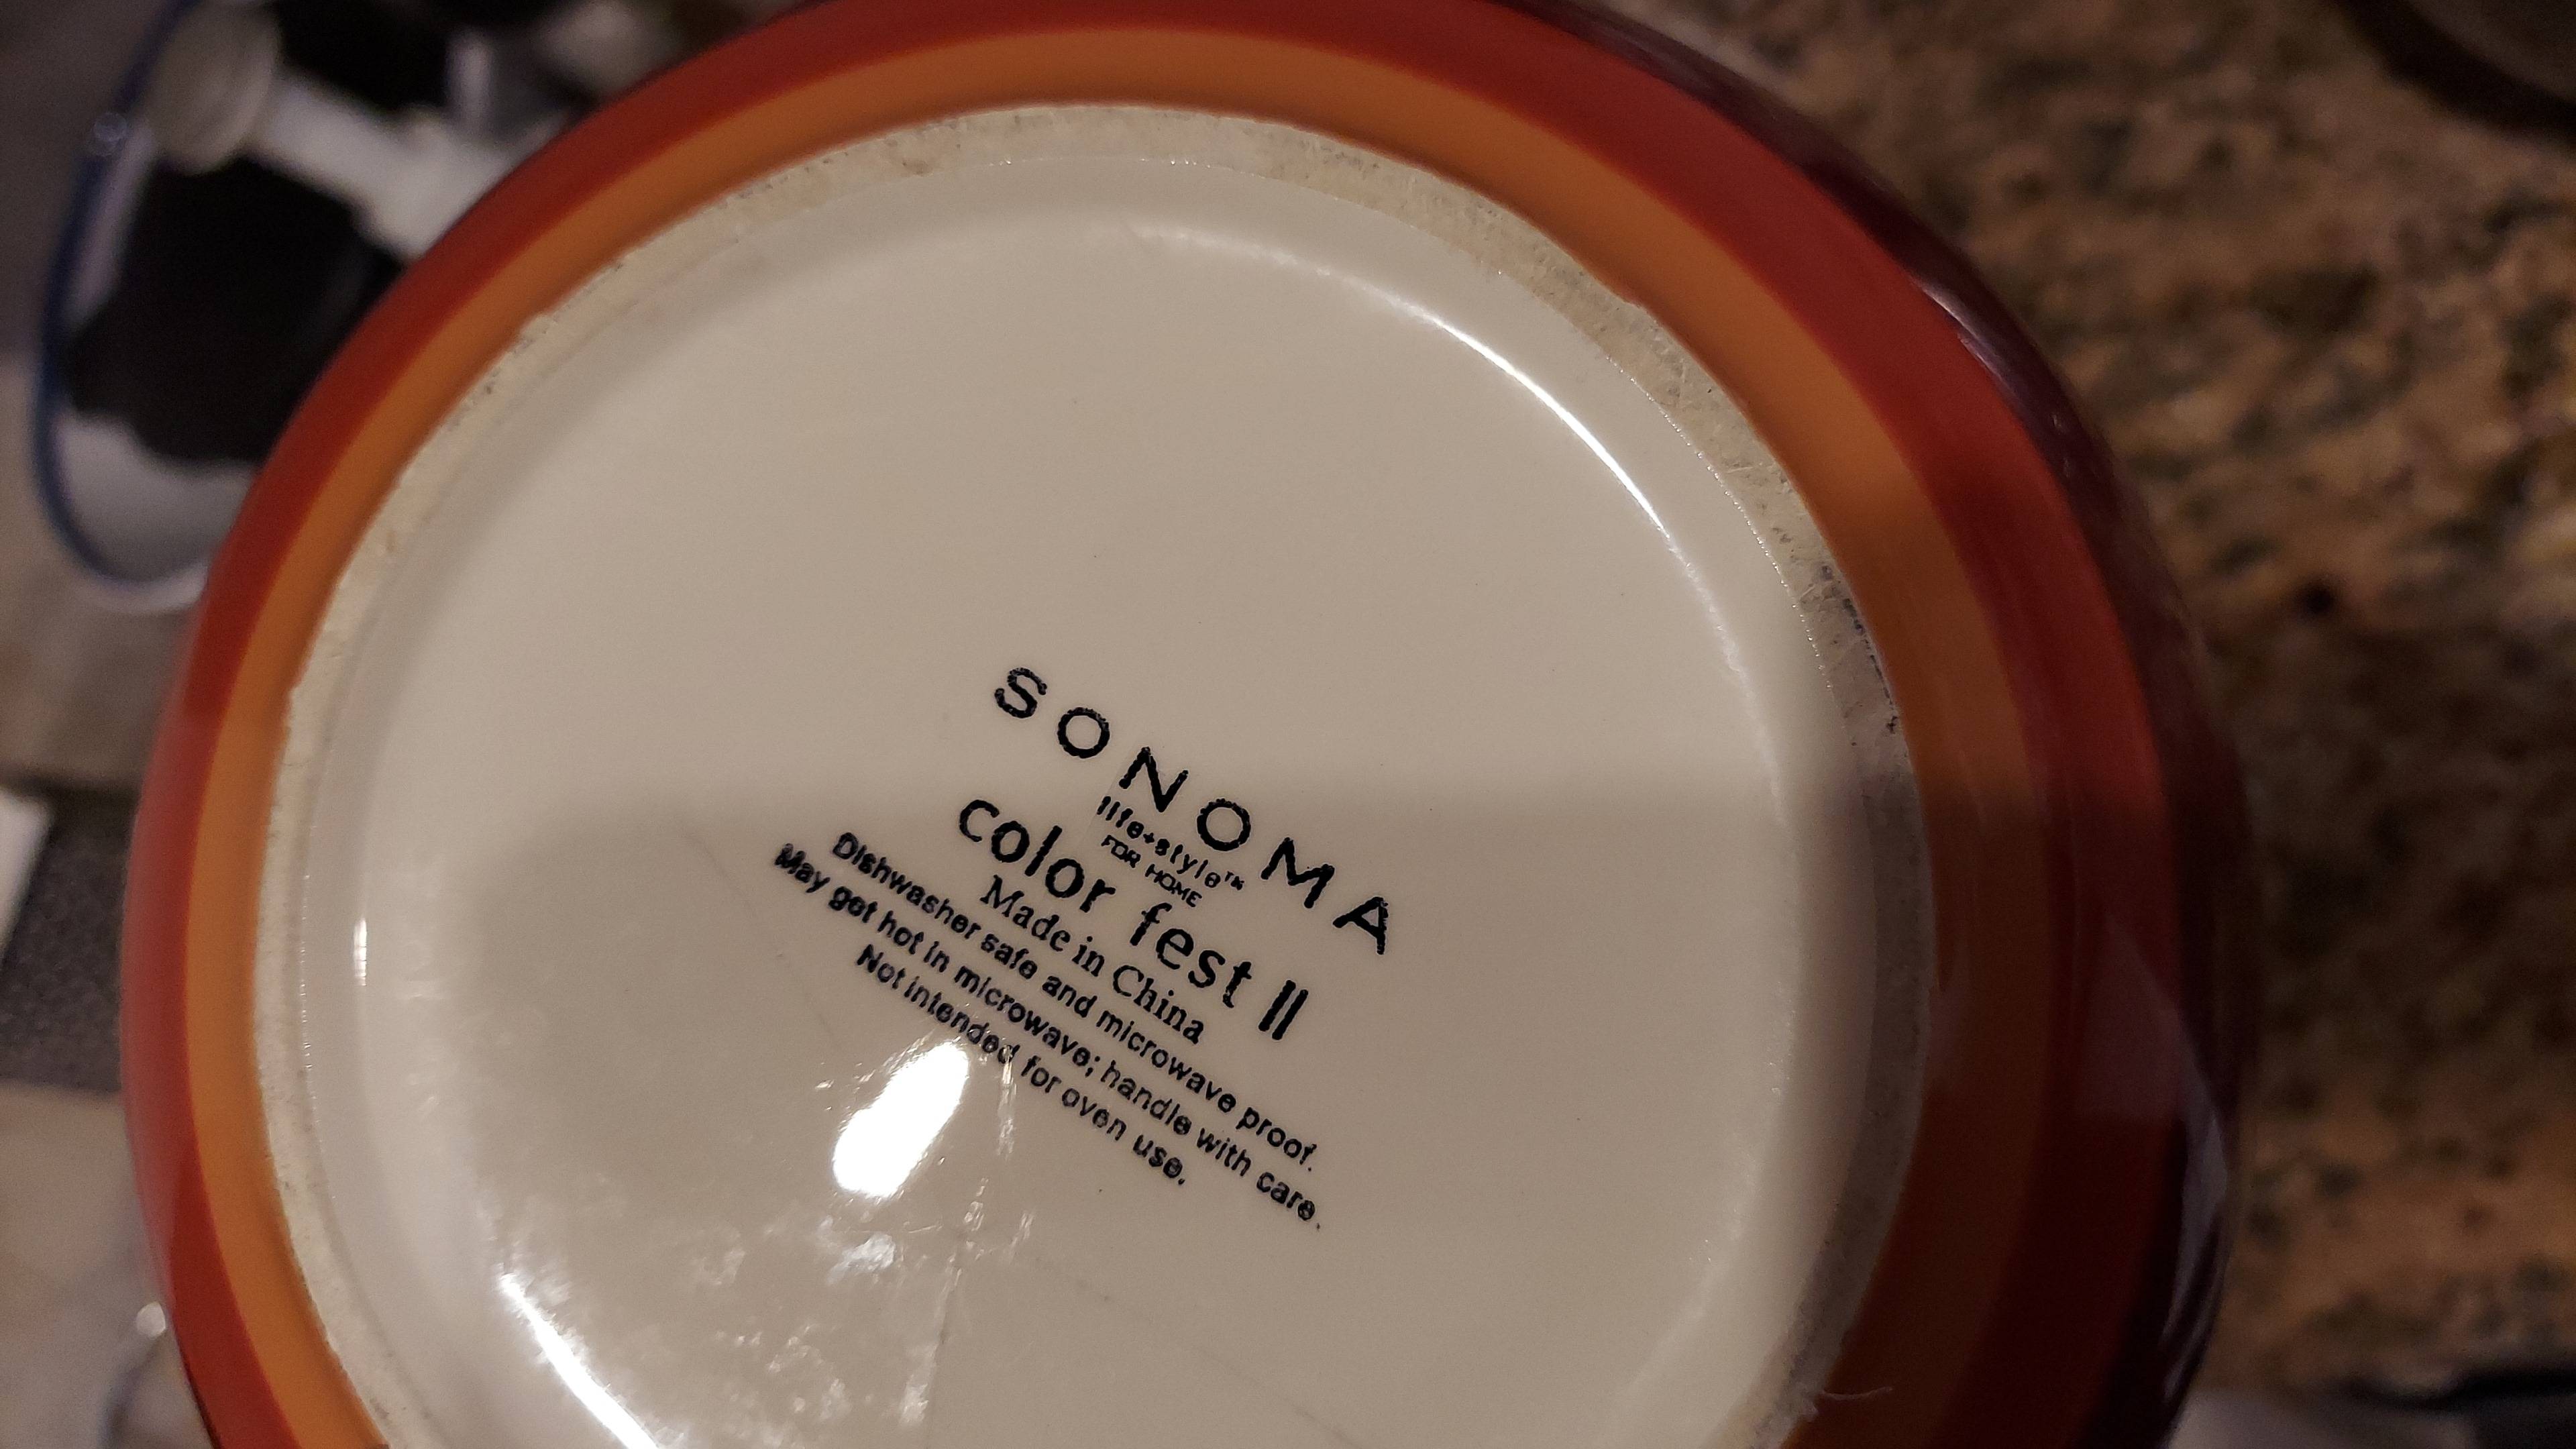 SONOMA
life+style™
FOR HOME
color fest II
Made in China
Dishwasher safe and microwave proof.
May get hot in microwave; handle with care.
Not intended for oven use.